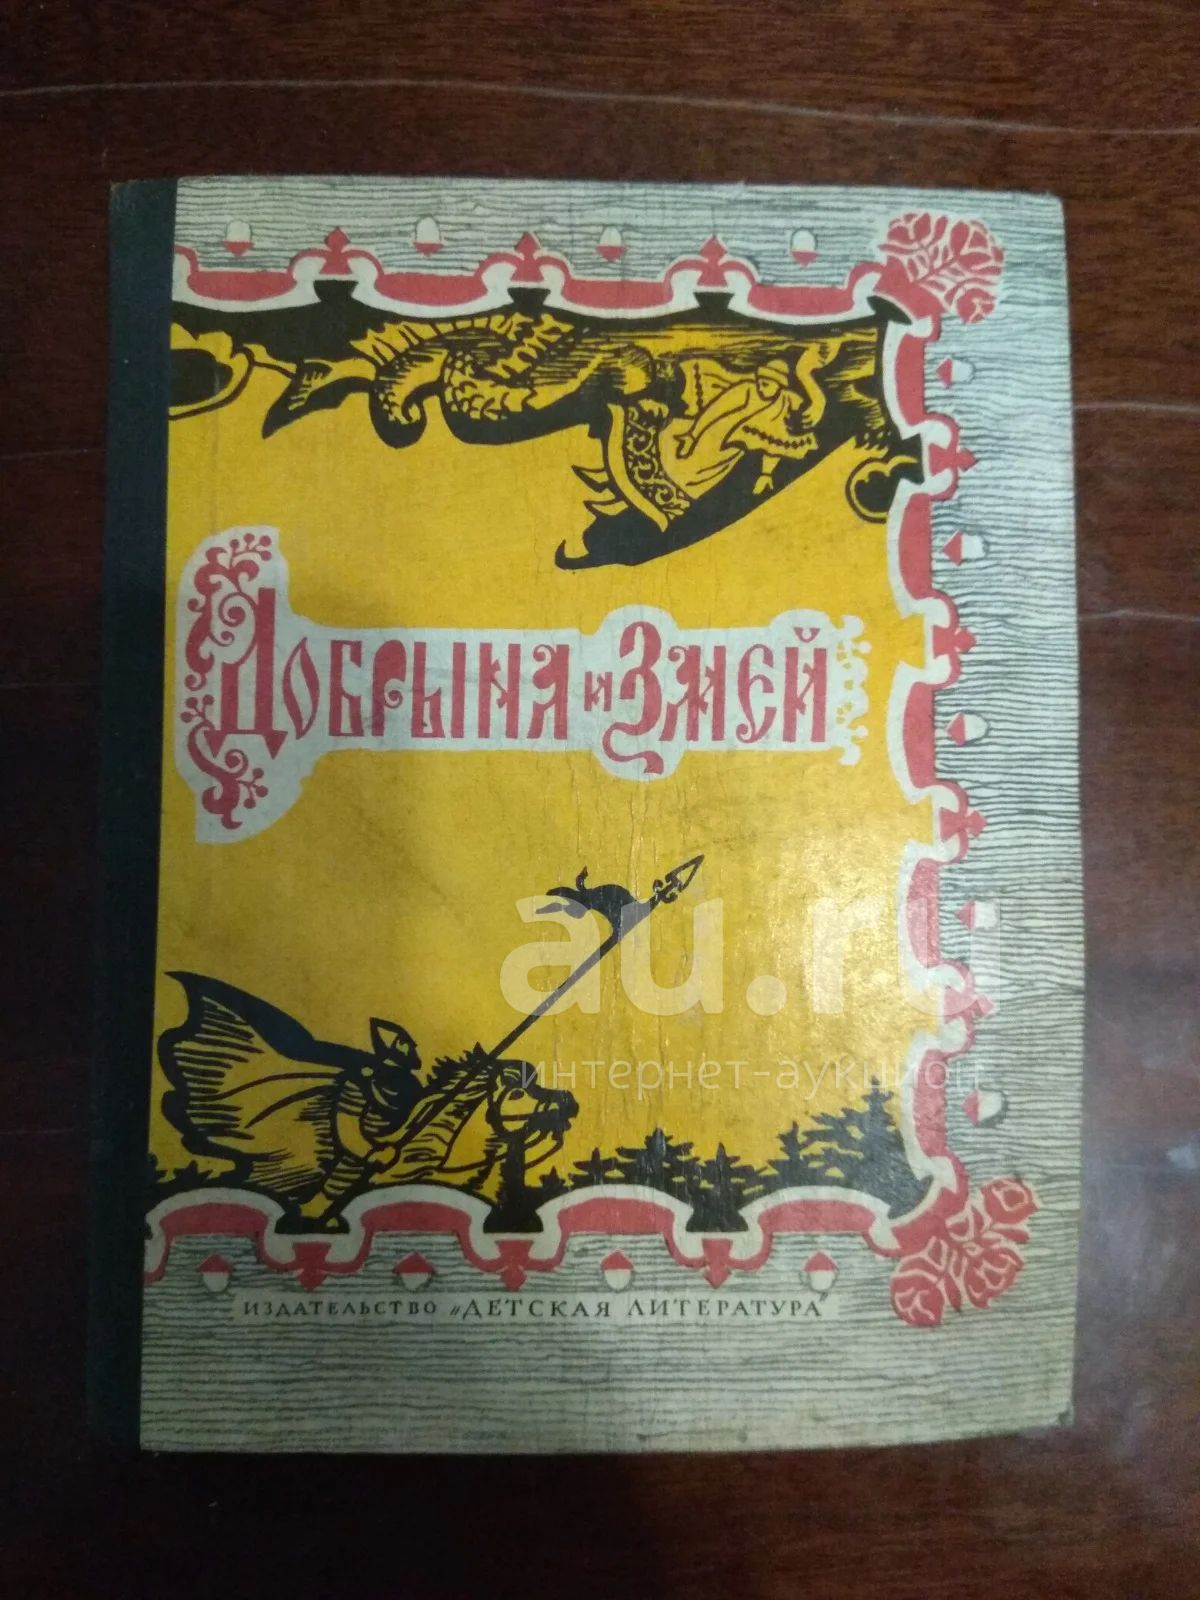 Добрыня и Змей
au.ru
интернет-аукцион
ИЗДАТЕЛЬСТВО „ДЕТСКАЯ ЛИТЕРАТУРА"